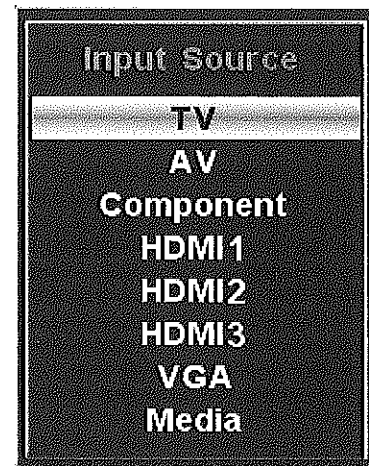 Input Source
TV
AV
Component
HDMI1
HDMI2
HDMI3
VGA
Media